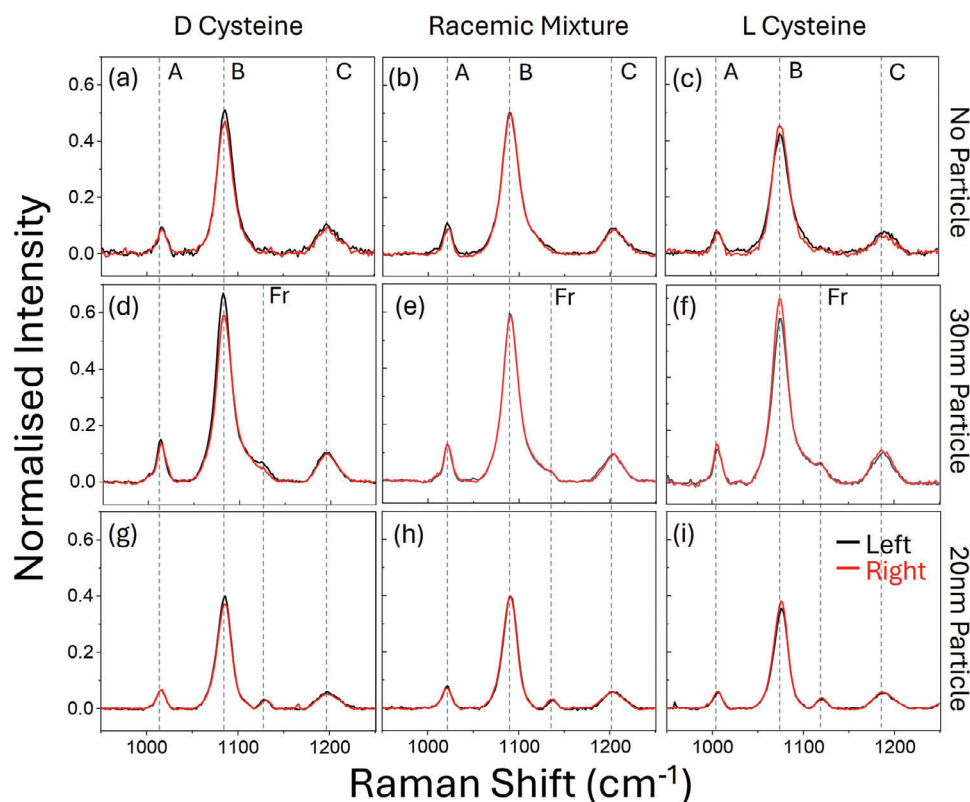 D Cysteine Racemic Mixture L Cysteine
(a) A B C (b) A B C (c) A B C
0.6
0.4
0.2
0.0
No Particle
(d) Fr (e) (f) Fr
0.6
0.4
0.2
0.0
30nm Particle
(g) (h) (i)
Left
Right
0.6
0.4
0.2
0.0
20nm Particle
Normalised Intensity
1000 1100 1200 1000 1100 1200 1000 1100 1200
Raman Shift (cm⁻¹)